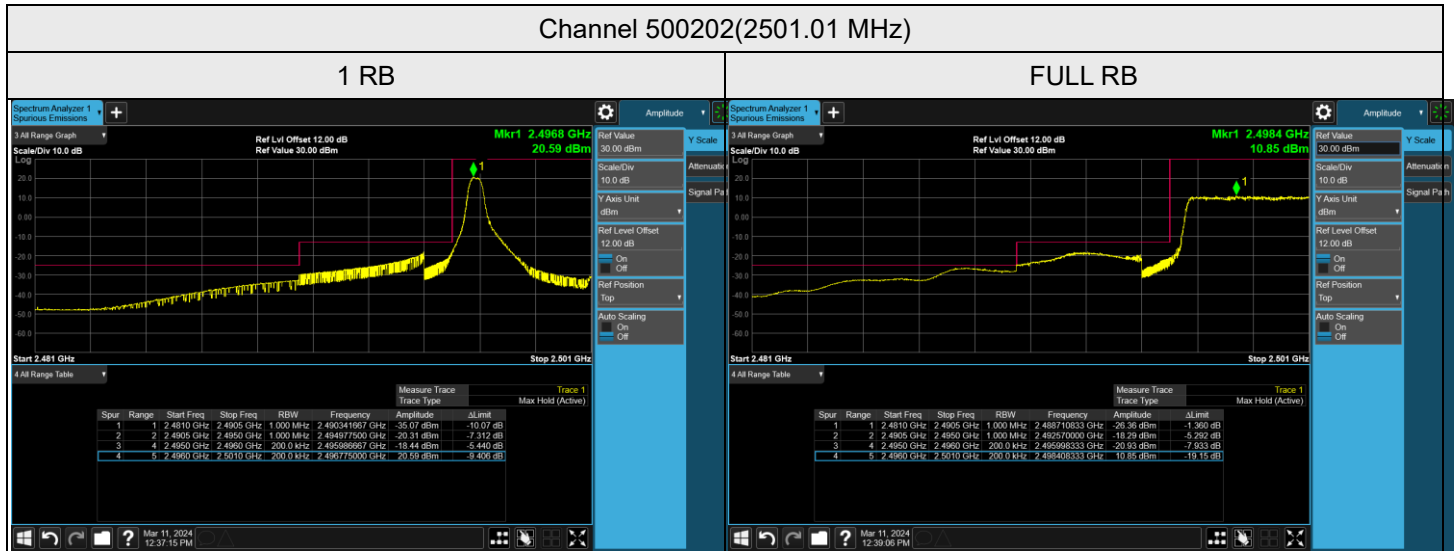 Channel 500202(2501.01 MHz)
1 RB
FULL RB
Spectrum Analyzer 1
Spurious Emissions
+
Amplitude
3 All Range Graph
Scale/Div 10.0 dB
Ref Lvl Offset 12.00 dB
Ref Value 30.00 dBm
Mkr1 2.4968 GHz
20.59 dBm
Log
20.0
10.0
0.00
-10.0
-20.0
-30.0
-40.0
-50.0
-60.0
1
Start 2.481 GHz
Stop 2.501 GHz
Ref Value
30.00 dBm
Scale/Div
10.0 dB
Y Axis Unit
dBm
Ref Level Offset
12.00 dB
On
Off
Ref Position
Top
Auto Scaling
On
Off
Y Scale
Attenuation
Signal Pa
4 All Range Table
Measure Trace Trace 1
Trace Type Max Hold (Active)
Spur Range Start Freq Stop Freq RBW Frequency Amplitude ΔLimit
1 1 2.4810 GHz 2.4905 GHz 1.000 MHz 2.490341667 GHz -35.07 dBm -10.07 dB
2 2 2.4905 GHz 2.4950 GHz 1.000 MHz 2.494977500 GHz -20.31 dBm -7.312 dB
3 4 2.4950 GHz 2.4960 GHz 200.0 kHz 2.495986667 GHz -18.44 dBm -5.440 dB
4 5 2.4960 GHz 2.5010 GHz 200.0 kHz 2.496775000 GHz 20.59 dBm -9.406 dB
?
Mar 11, 2024
12:37:15 PM
Spectrum Analyzer 1
Spurious Emissions
+
Amplitude
3 All Range Graph
Scale/Div 10.0 dB
Ref Lvl Offset 12.00 dB
Ref Value 30.00 dBm
Mkr1 2.4984 GHz
10.85 dBm
Log
20.0
10.0
0.00
-10.0
-20.0
-30.0
-40.0
-50.0
-60.0
1
Start 2.481 GHz
Stop 2.501 GHz
Ref Value
30.00 dBm
Scale/Div
10.0 dB
Y Axis Unit
dBm
Ref Level Offset
12.00 dB
On
Off
Ref Position
Top
Auto Scaling
On
Off
Y Scale
Attenuation
Signal Path
4 All Range Table
Measure Trace Trace 1
Trace Type Max Hold (Active)
Spur Range Start Freq Stop Freq RBW Frequency Amplitude ΔLimit
1 1 2.4810 GHz 2.4905 GHz 1.000 MHz 2.488710833 GHz -26.36 dBm -1.360 dB
2 2 2.4905 GHz 2.4950 GHz 1.000 MHz 2.492570000 GHz -18.29 dBm -5.292 dB
3 4 2.4950 GHz 2.4960 GHz 200.0 kHz 2.495998333 GHz -20.93 dBm -7.933 dB
4 5 2.4960 GHz 2.5010 GHz 200.0 kHz 2.498408333 GHz 10.85 dBm -19.15 dB
?
Mar 11, 2024
12:39:06 PM